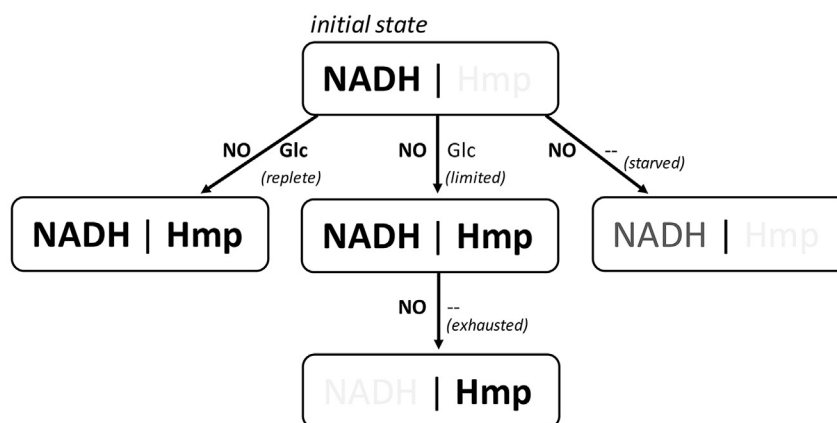 initial state
NADH | Hmp
NO Glc (replete)
NO Glc (limited)
NO -- (starved)
NADH | Hmp
NADH | Hmp
NADH | Hmp
NO -- (exhausted)
NADH | Hmp